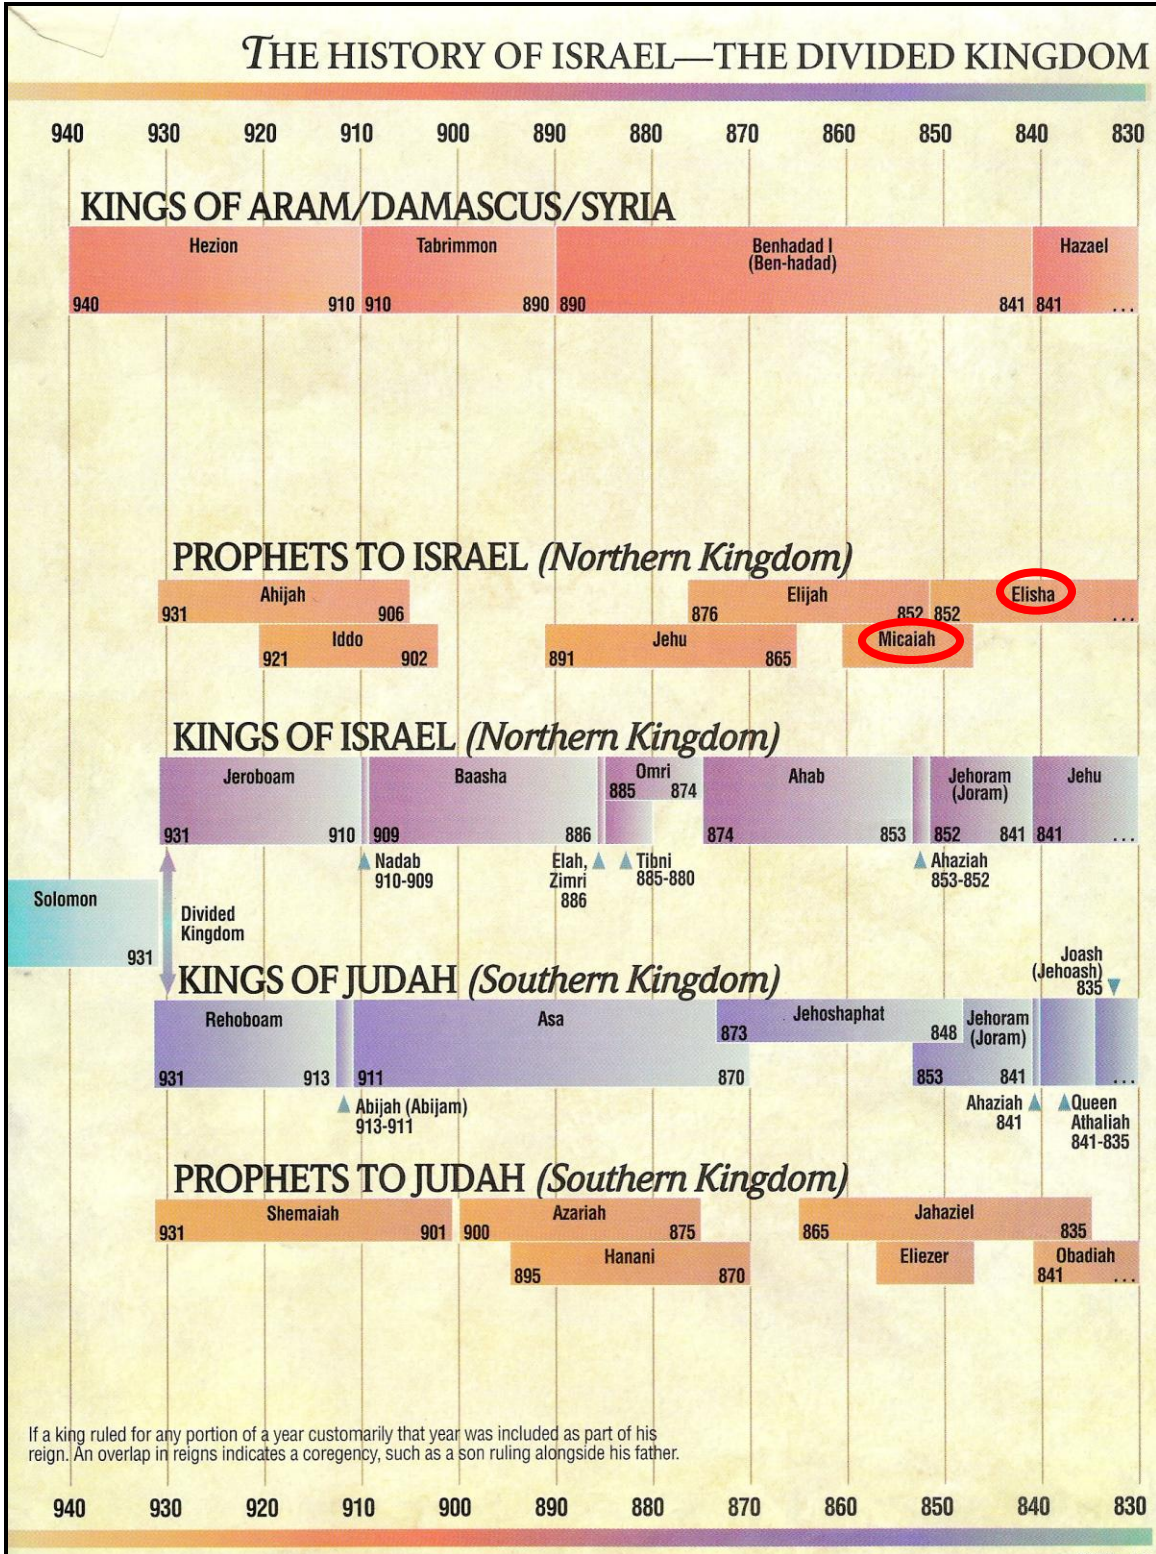 THE HISTORY OF ISRAEL—THE DIVIDED KINGDOM
940 930 920 910 900 890 880 870 860 850 840 830
KINGS OF ARAM/DAMASCUS/SYRIA
Hezion Tabrimmon Benhadad I Hazael
(Ben-hadad)
940 910 910 890 890 841 841 ...
PROPHETS TO ISRAEL (Northern Kingdom)
Ahijah Elijah Elisha
931 906 876 852 852 ...
Iddo Jehu Micaiah
921 902 891 865
KINGS OF ISRAEL (Northern Kingdom)
Jeroboam Baasha Omri Ahab Jehoram Jehu
885 874 (Joram)
931 910 909 886 874 853 852 841 841 ...
Nadab Elah, Tibni Ahaziah
910-909 Zimri 885-880 853-852
886
Solomon
931
Divided
Kingdom
KINGS OF JUDAH (Southern Kingdom)
Joash
(Jehoash)
835
Rehoboam Asa Jehoshaphat Jehoram
873 848 (Joram)
931 913 911 870 853 841 ...
Abijah (Abijam) Ahaziah Queen
913-911 841 Athaliah
841-835
PROPHETS TO JUDAH (Southern Kingdom)
Shemaiah Azariah Jahaziel
931 901 900 875 865 835
Hanani Eliezer Obadiah
895 870 841 ...
If a king ruled for any portion of a year customarily that year was included as part of his
reign. An overlap in reigns indicates a coregency, such as a son ruling alongside his father.
940 930 920 910 900 890 880 870 860 850 840 830